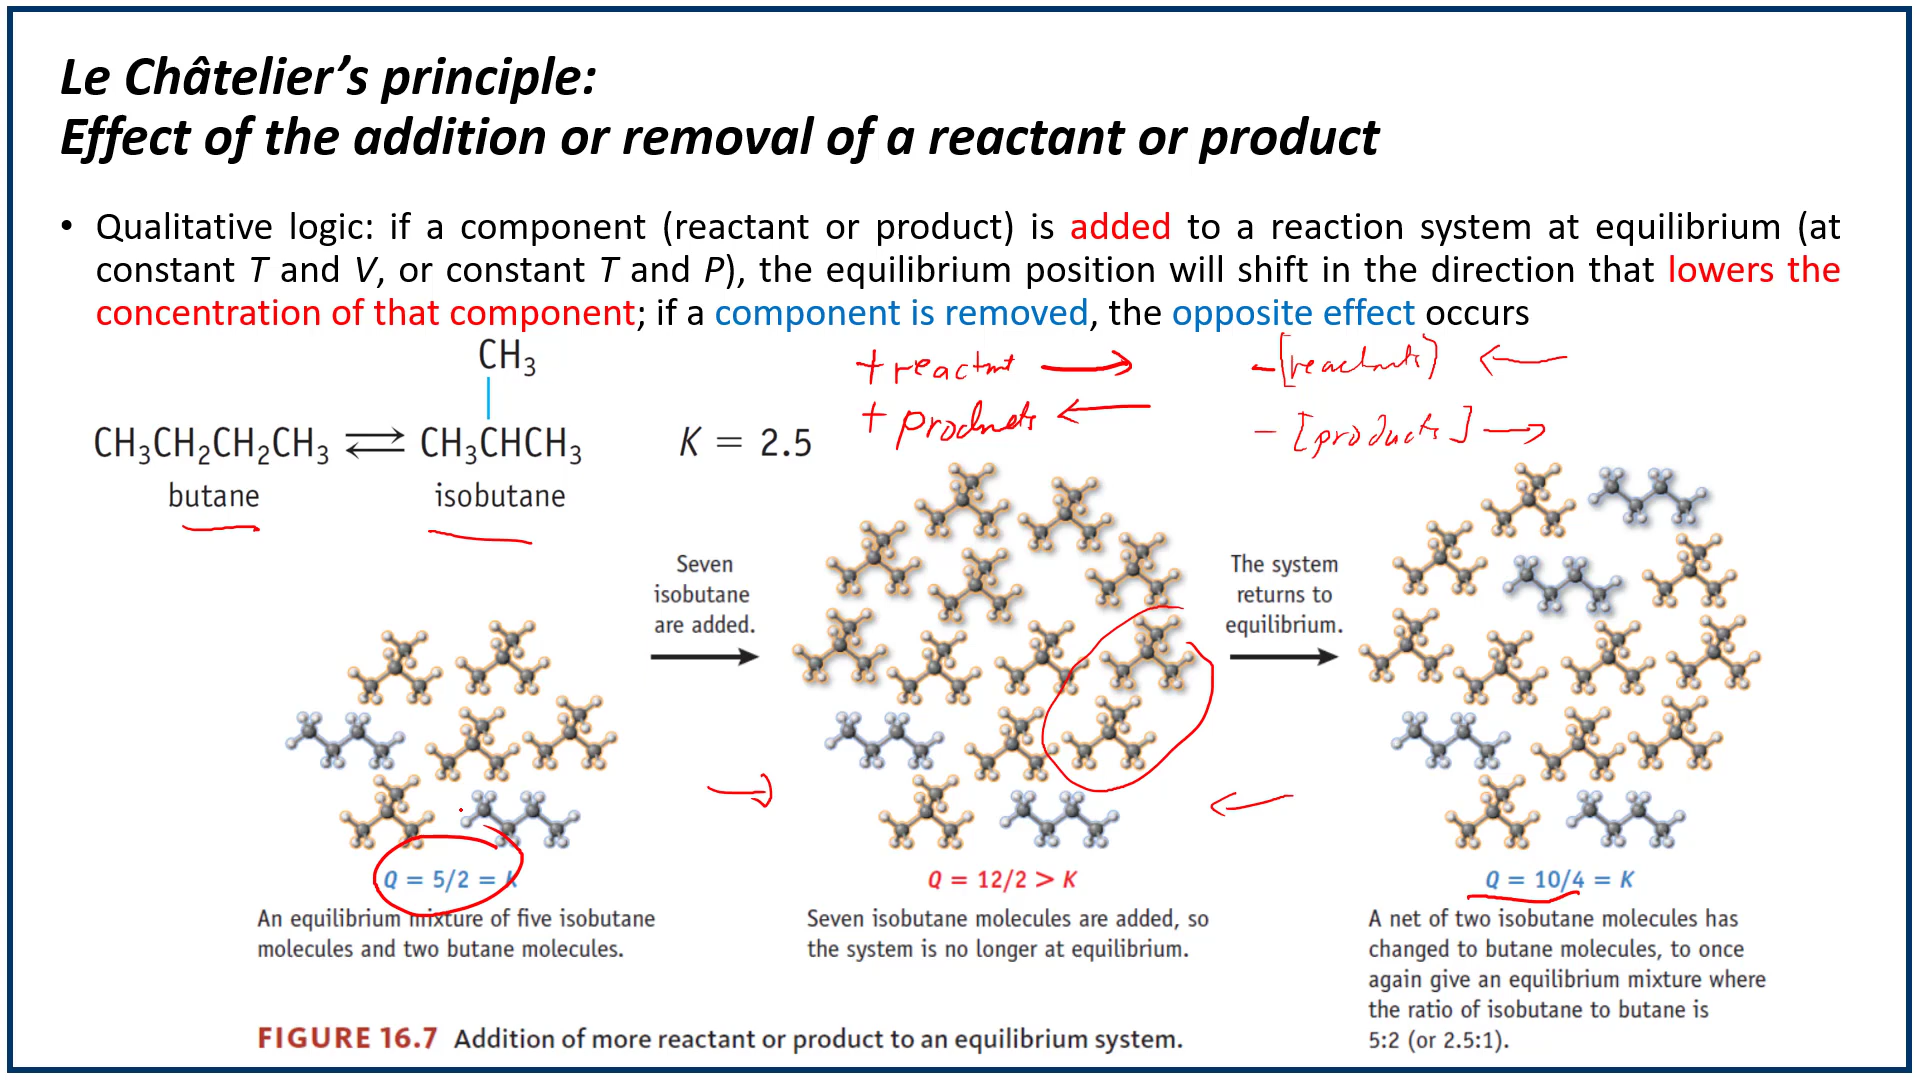 Le Châtelier’s principle:
Effect of the addition or removal of a reactant or product
• Qualitative logic: if a component (reactant or product) is added to a reaction system at equilibrium (at
constant T and V, or constant T and P), the equilibrium position will shift in the direction that lowers the
concentration of that component; if a component is removed, the opposite effect occurs
+ reactant →
- [reactants] ←
+ products ←
- [products] →
CH3
CH3CH2CH2CH3 ⇌ CH3CHCH3
K = 2.5
butane
isobutane
Seven
isobutane
are added.
The system
returns to
equilibrium.
Q = 5/2 = K
An equilibrium mixture of five isobutane
molecules and two butane molecules.
Q = 12/2 > K
Seven isobutane molecules are added, so
the system is no longer at equilibrium.
Q = 10/4 = K
A net of two isobutane molecules has
changed to butane molecules, to once
again give an equilibrium mixture where
the ratio of isobutane to butane is
5:2 (or 2.5:1).
FIGURE 16.7 Addition of more reactant or product to an equilibrium system.